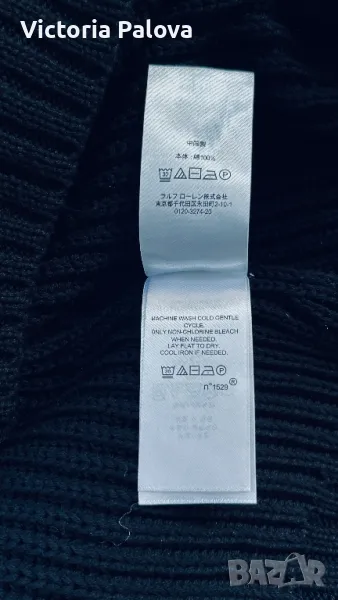 Victoria Palova
中国製
本体：綿100%
ラルフ ローレン株式会社
東京都千代田区永田町2-10-1
0120-3274-20
MACHINE WASH COLD GENTLE
CYCLE.
ONLY NON-CHLORINE BLEACH
WHEN NEEDED.
LAY FLAT TO DRY.
COOL IRON IF NEEDED.
n°1529®
BAZAR